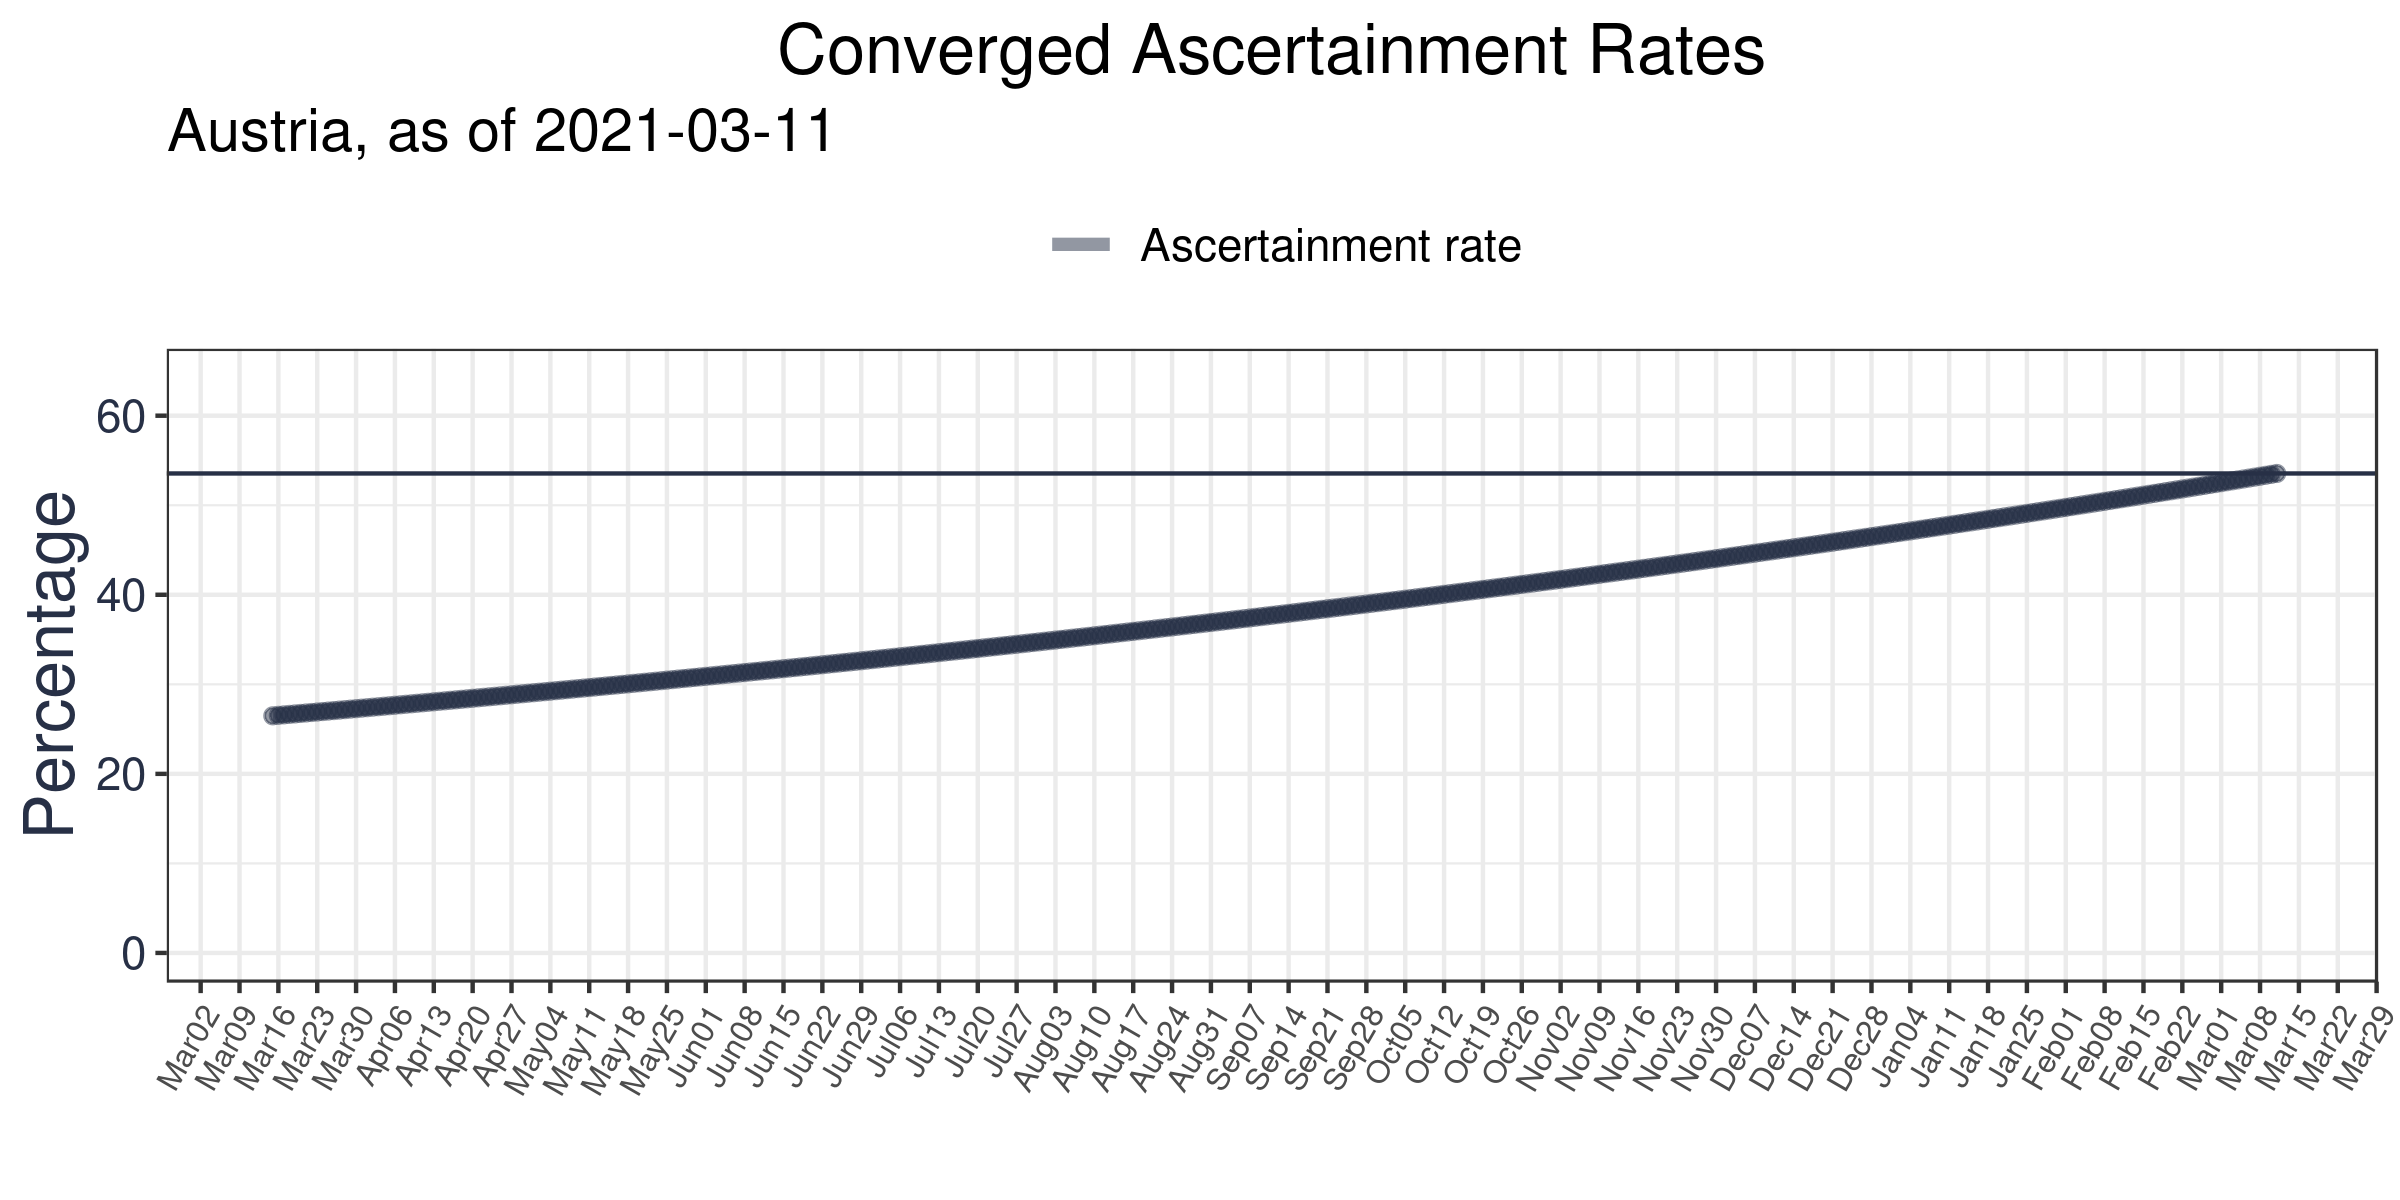 Converged Ascertainment Rates
Austria, as of 2021-03-11
Ascertainment rate
Percentage
60
40
20
0
Mar02
Mar09
Mar16
Mar23
Mar30
Apr06
Apr13
Apr20
Apr27
May04
May11
May18
May25
Jun01
Jun08
Jun15
Jun22
Jun29
Jul06
Jul13
Jul20
Jul27
Aug03
Aug10
Aug17
Aug24
Aug31
Sep07
Sep14
Sep21
Sep28
Oct05
Oct12
Oct19
Oct26
Nov02
Nov09
Nov16
Nov23
Nov30
Dec07
Dec14
Dec21
Dec28
Jan04
Jan11
Jan18
Jan25
Feb01
Feb08
Feb15
Feb22
Mar01
Mar08
Mar15
Mar22
Mar29